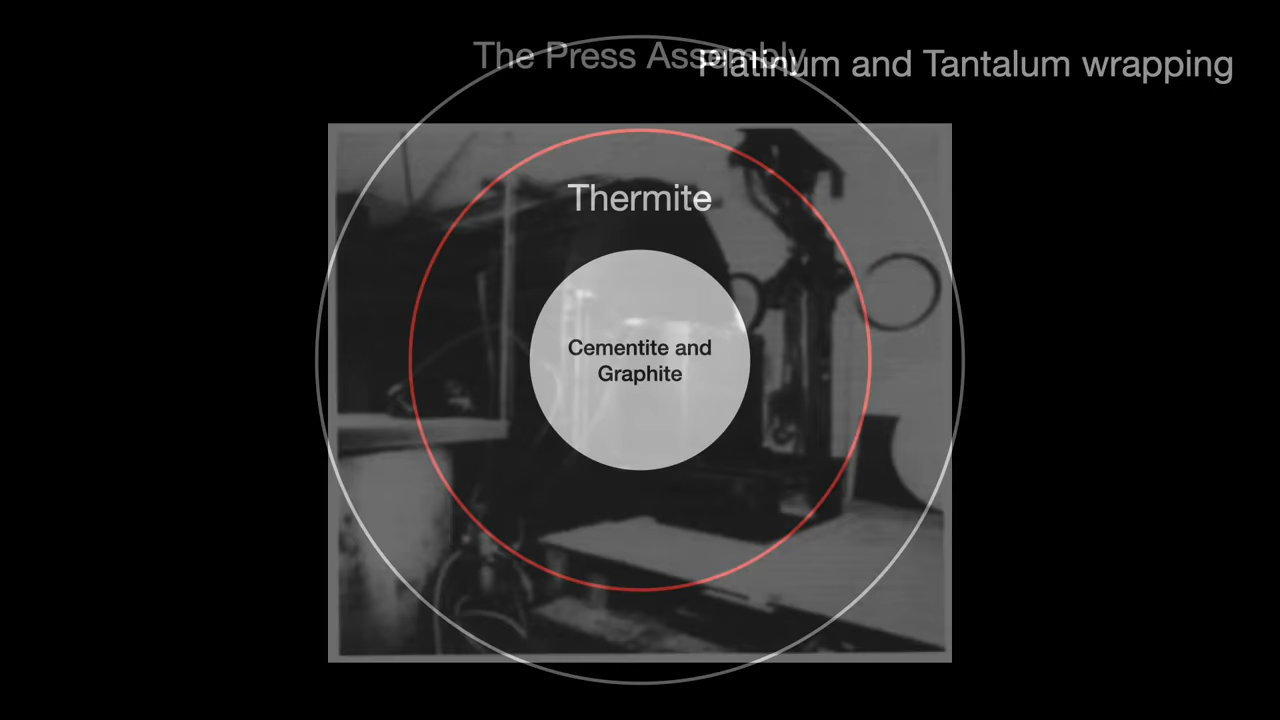 The Press Assembly
Platinum and Tantalum wrapping
Thermite
Cementite and
Graphite